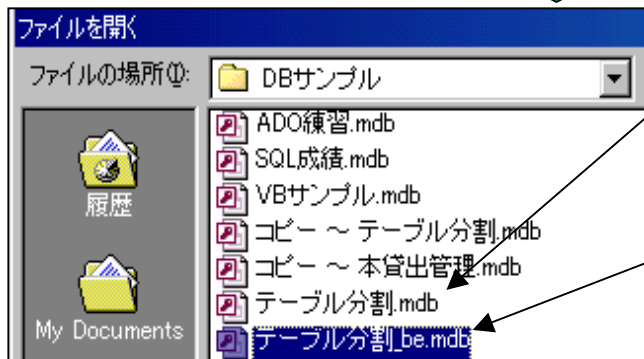 ファイルを開く
ファイルの場所(I):
DBサンプル
ADO練習.mdb
SQL成績.mdb
VBサンプル.mdb
コピー ～ テーブル分割.mdb
コピー ～ 本貸出管理.mdb
テーブル分割.mdb
テーブル分割_be.mdb
履歴
My Documents